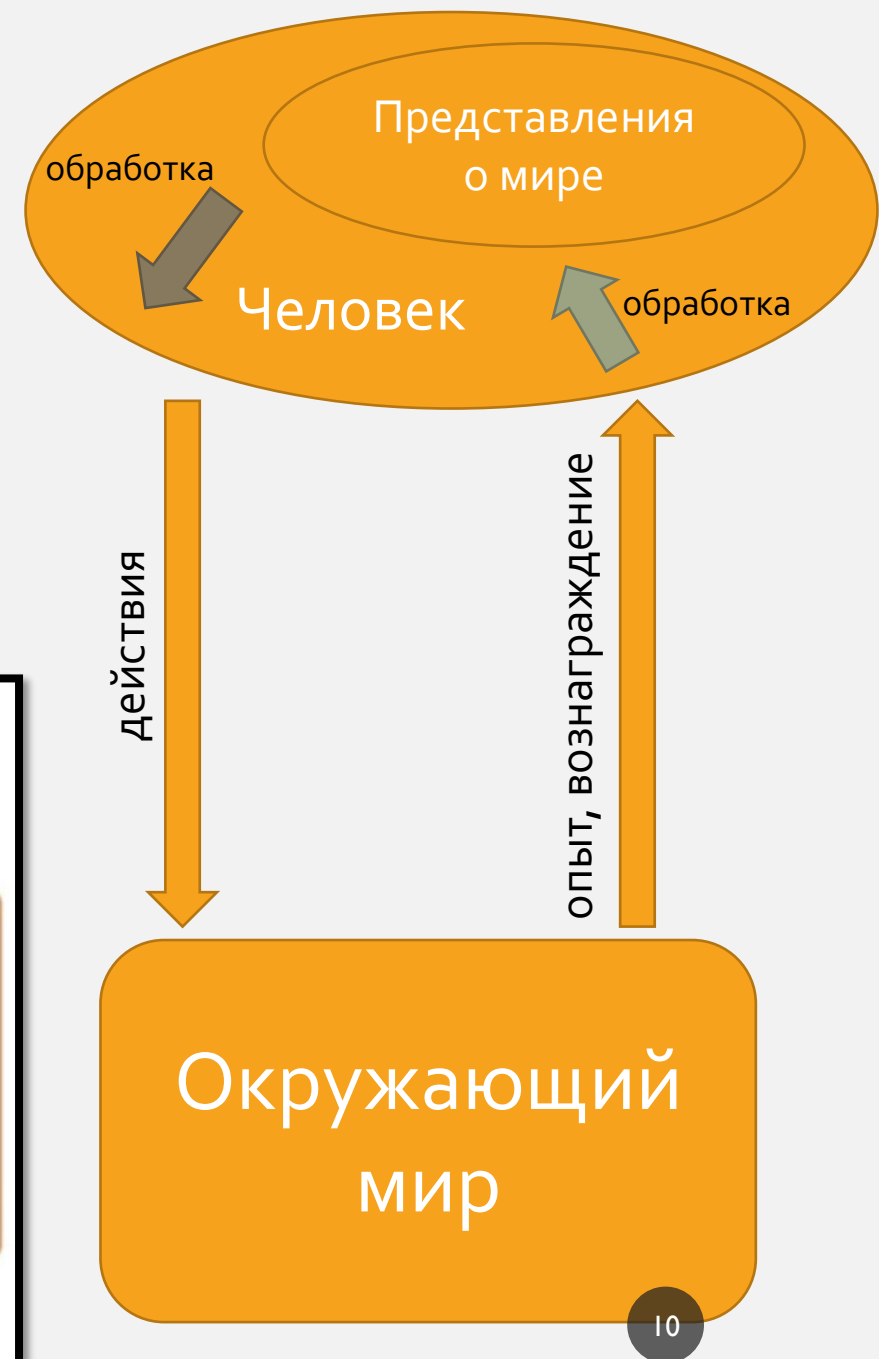 Представления
о мире
обработка
Человек
обработка
действия
опыт, вознаграждение
Окружающий
мир
10